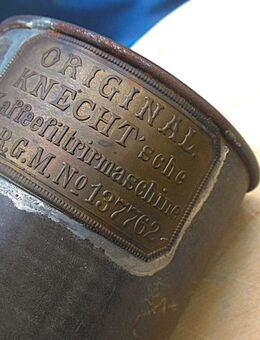 ORIGINAL
KNECHT'sche
Kaffeefiltrirmaschine
R.G.M. No 137762